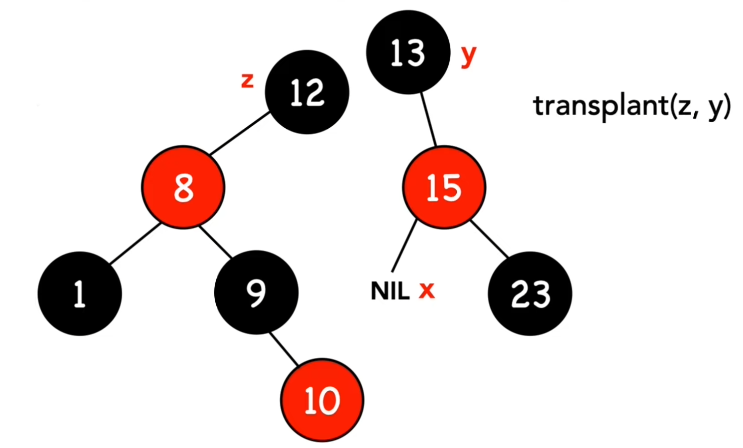 13 y
z 12
transplant(z, y)
8
15
1
9
NIL x
23
10